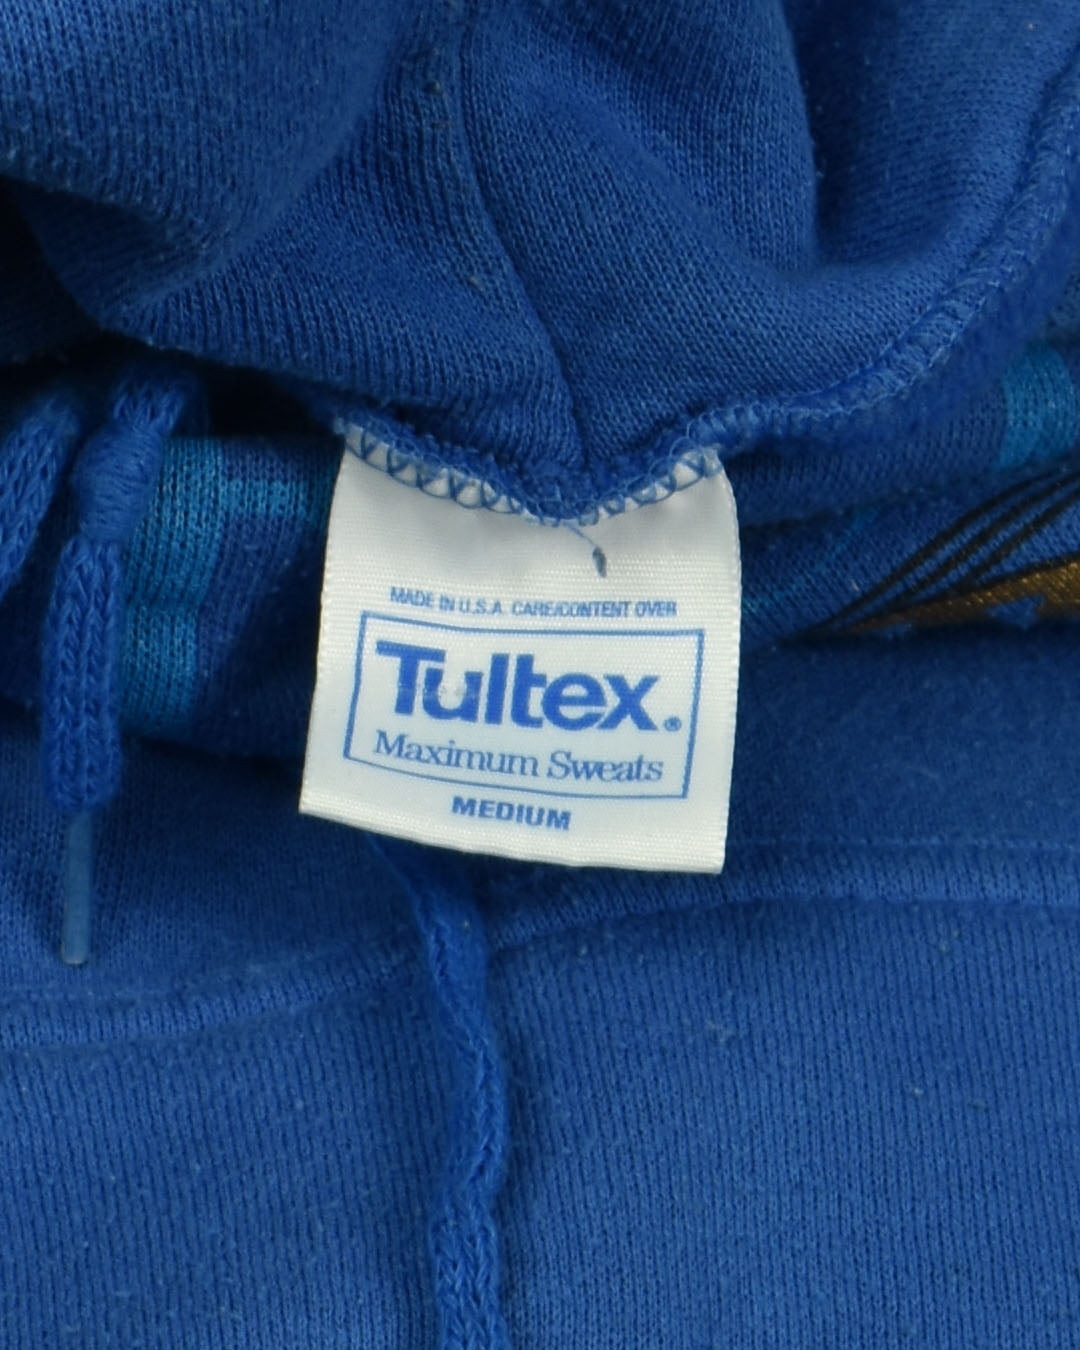 MADE IN U.S.A. CARE/CONTENT OVER
Tultex®
Maximum Sweats
MEDIUM